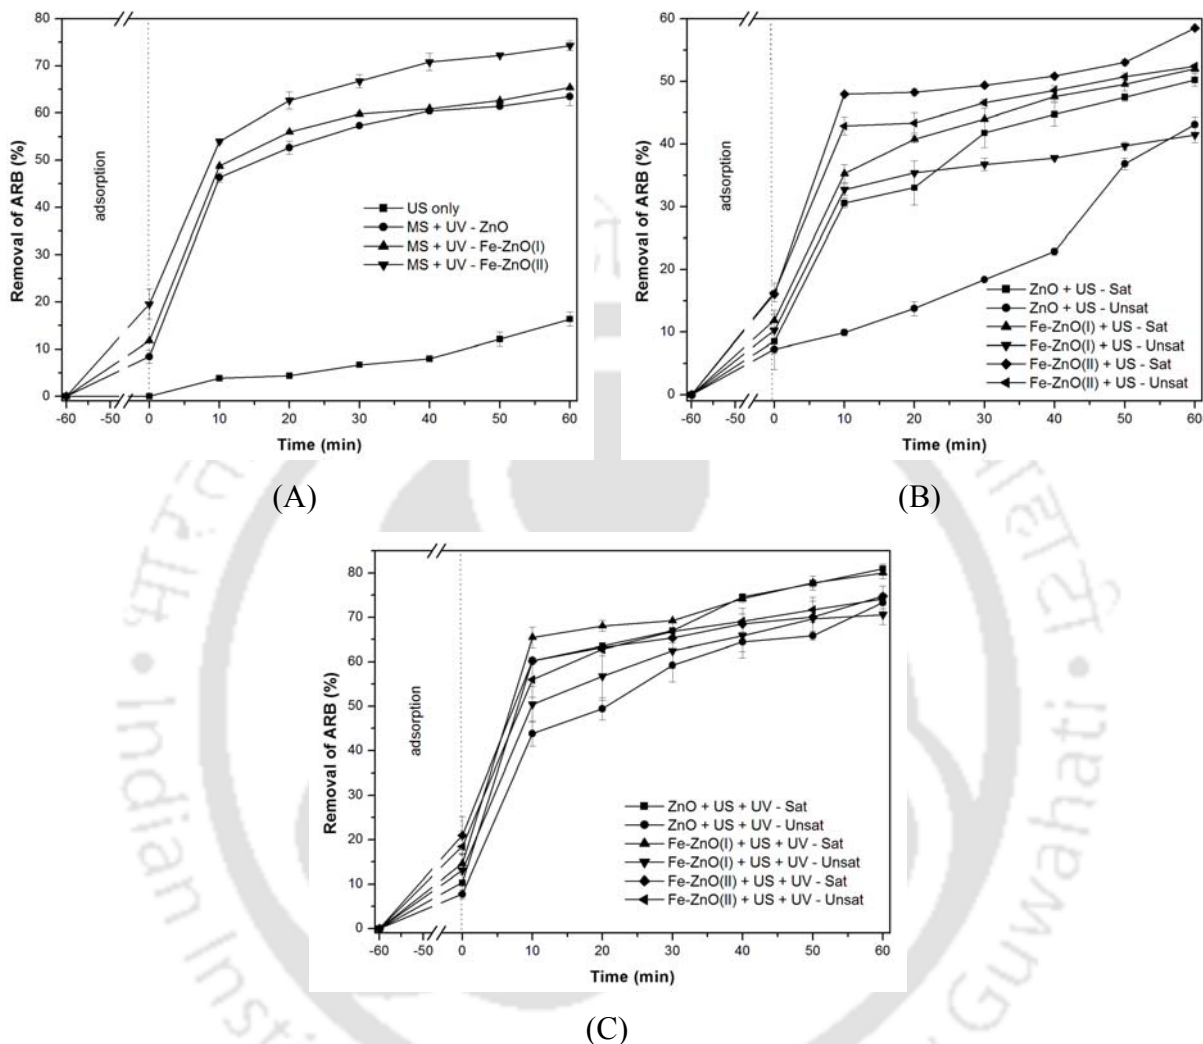 80
70
60
50
40
30
20
10
0
Removal of ARB (%)
adsorption
US only
MS + UV - ZnO
MS + UV - Fe-ZnO(I)
MS + UV - Fe-ZnO(II)
-60 -50 0 10 20 30 40 50 60
Time (min)
(A)
60
50
40
30
20
10
0
Removal of ARB (%)
adsorption
ZnO + US - Sat
ZnO + US - Unsat
Fe-ZnO(I) + US - Sat
Fe-ZnO(I) + US - Unsat
Fe-ZnO(II) + US - Sat
Fe-ZnO(II) + US - Unsat
-60 -50 0 10 20 30 40 50 60
Time (min)
(B)
80
70
60
50
40
30
20
10
0
Removal of ARB (%)
adsorption
ZnO + US + UV - Sat
ZnO + US + UV - Unsat
Fe-ZnO(I) + US + UV - Sat
Fe-ZnO(I) + US + UV - Unsat
Fe-ZnO(II) + US + UV - Sat
Fe-ZnO(II) + US + UV - Unsat
-60 -50 0 10 20 30 40 50 60
Time (min)
(C)
Indian Insti
Guwahati